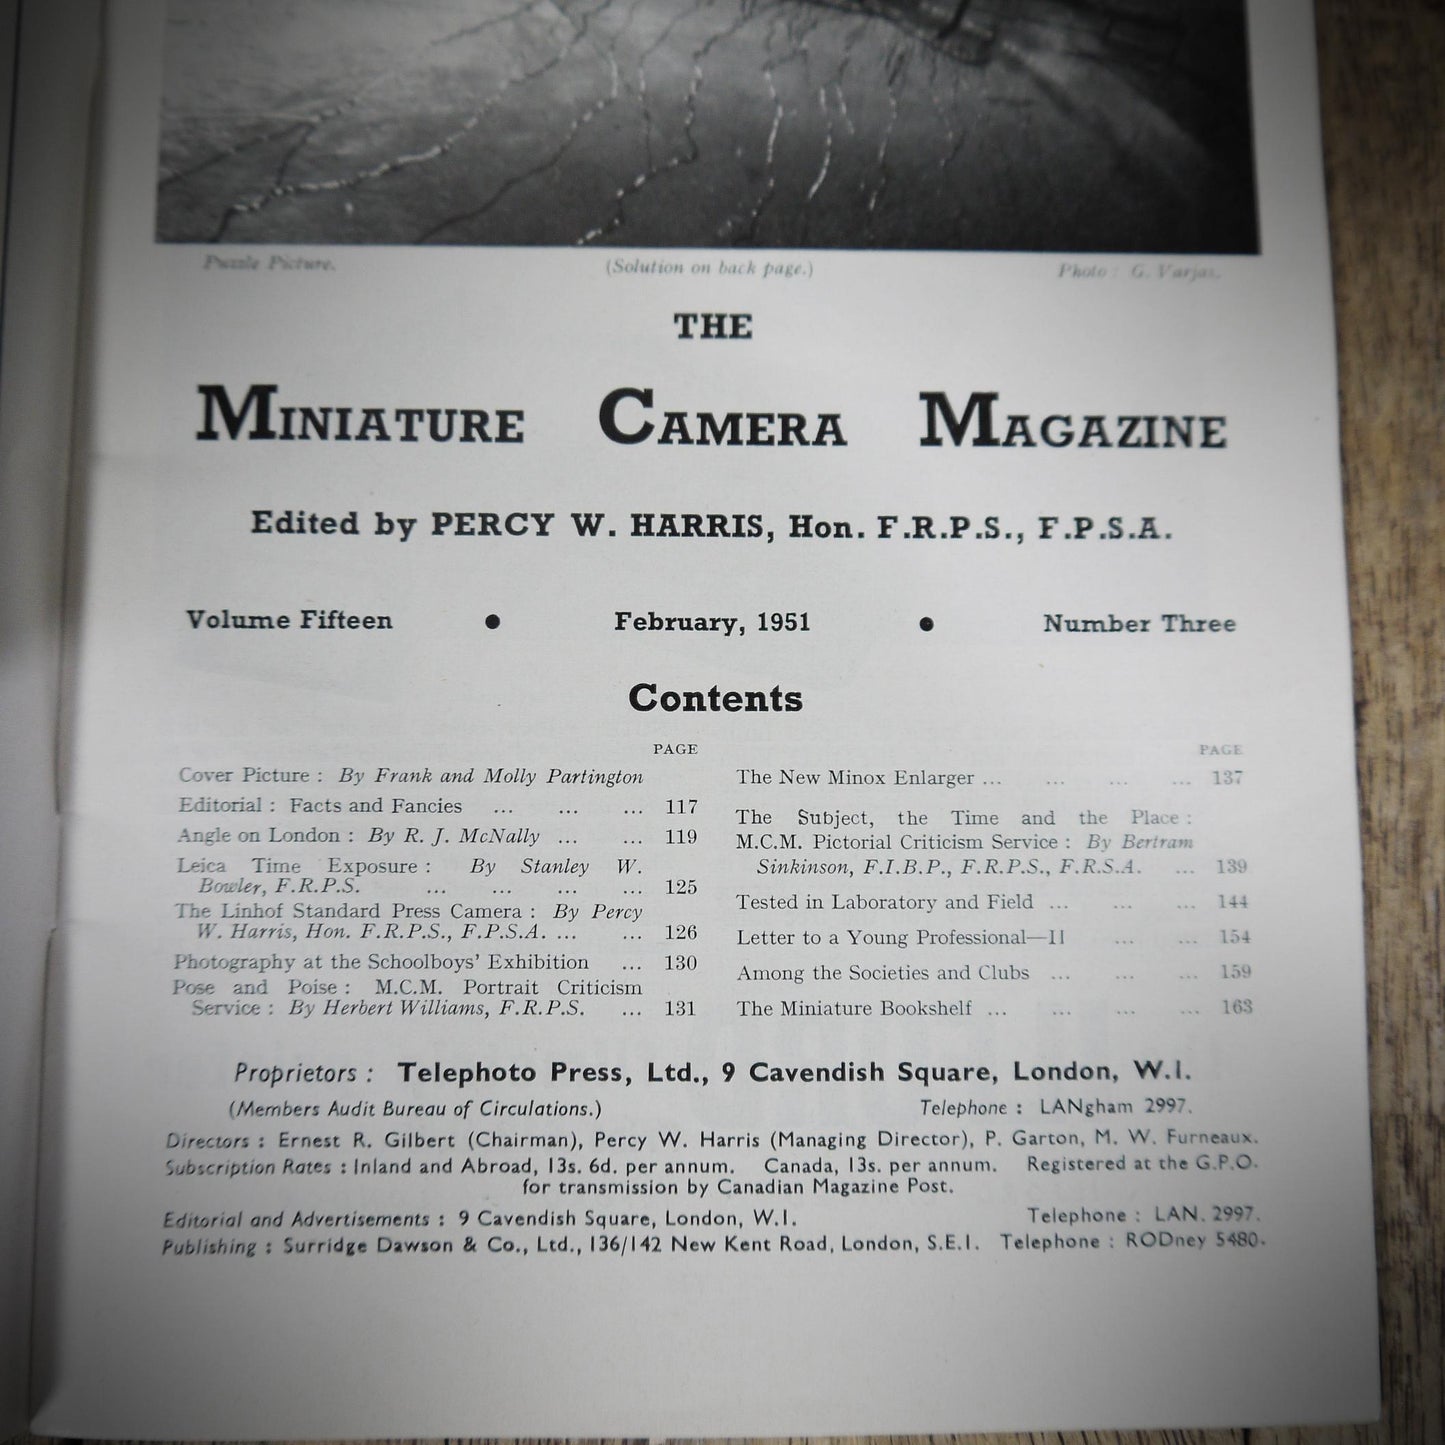 Puzzle Picture. (Solution on back page.) Photo : G. Varjas.
THE
MINIATURE CAMERA MAGAZINE
Edited by PERCY W. HARRIS, Hon. F.R.P.S., F.P.S.A.
Volume Fifteen ● February, 1951 ● Number Three
Contents
PAGE
Cover Picture : By Frank and Molly Partington
Editorial : Facts and Fancies ... ... ... 117
Angle on London : By R. J. McNally ... ... 119
Leica Time Exposure : By Stanley W.
Bowler, F.R.P.S. ... ... ... ... 125
The Linhof Standard Press Camera : By Percy
W. Harris, Hon. F.R.P.S., F.P.S.A. ... ... 126
Photography at the Schoolboys' Exhibition ... 130
Pose and Poise : M.C.M. Portrait Criticism
Service : By Herbert Williams, F.R.P.S. ... 131
PAGE
The New Minox Enlarger ... ... ... ... 137
The Subject, the Time and the Place :
M.C.M. Pictorial Criticism Service : By Bertram
Sinkinson, F.I.B.P., F.R.P.S., F.R.S.A. ... 139
Tested in Laboratory and Field ... ... ... 144
Letter to a Young Professional—II ... ... 154
Among the Societies and Clubs ... ... ... 159
The Miniature Bookshelf ... ... ... ... 163
Proprietors : Telephoto Press, Ltd., 9 Cavendish Square, London, W.1.
(Members Audit Bureau of Circulations.) Telephone : LANgham 2997.
Directors : Ernest R. Gilbert (Chairman), Percy W. Harris (Managing Director), P. Garton, M. W. Furneaux.
Subscription Rates : Inland and Abroad, 13s. 6d. per annum. Canada, 13s. per annum. Registered at the G.P.O.
for transmission by Canadian Magazine Post.
Editorial and Advertisements : 9 Cavendish Square, London, W.1. Telephone : LAN. 2997.
Publishing : Surridge Dawson & Co., Ltd., 136/142 New Kent Road, London, S.E.1. Telephone : RODney 5480.